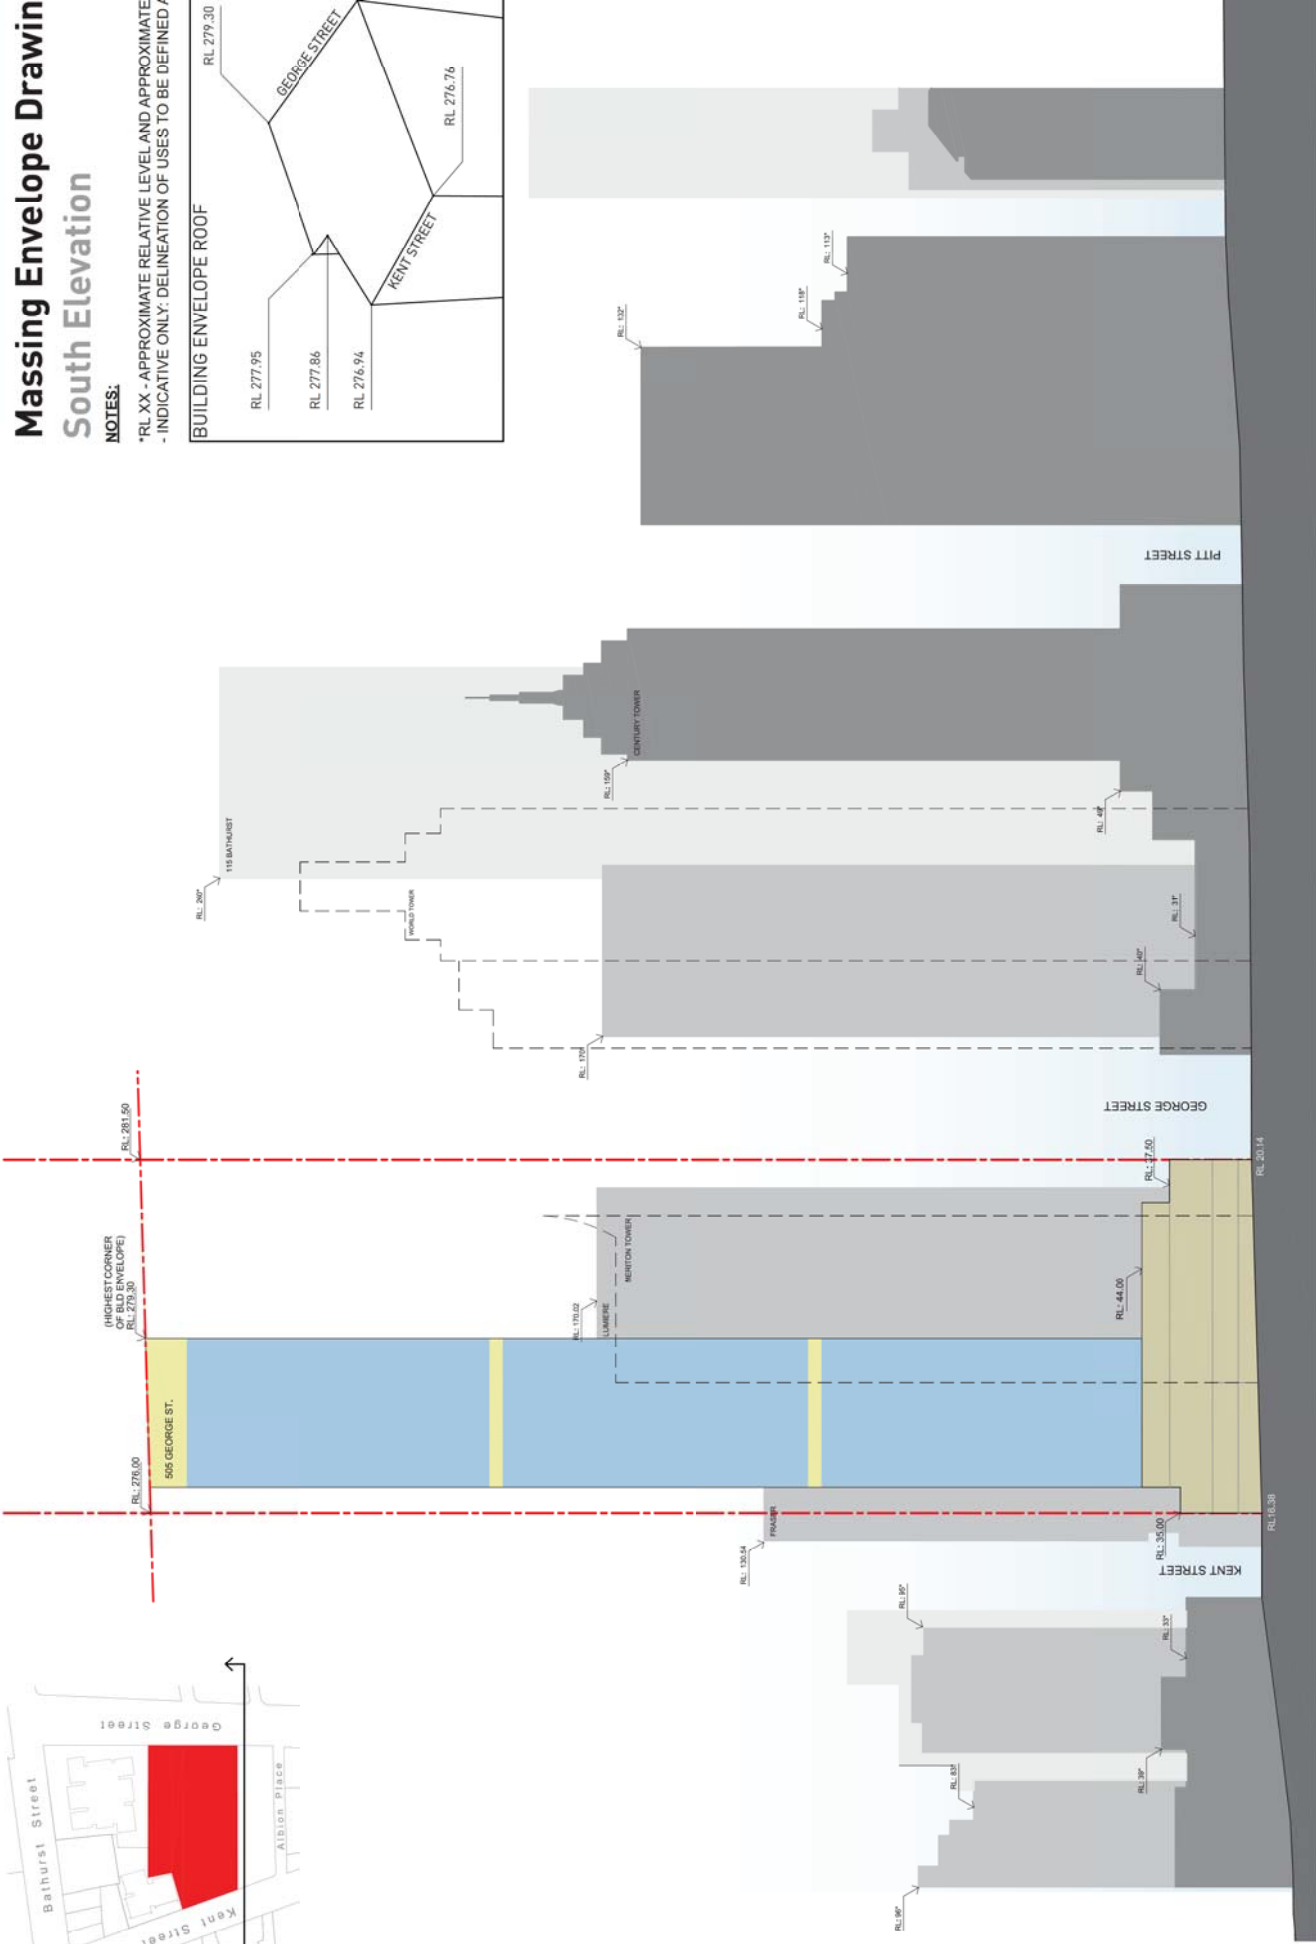 Massing Envelope Drawin
South Elevation
NOTES:
*RL XX - APPROXIMATE RELATIVE LEVEL AND APPROXIMATE
- INDICATIVE ONLY: DELINEATION OF USES TO BE DEFINED A
BUILDING ENVELOPE ROOF
RL 279.30
GEORGE STREET
RL 277.95
RL 277.86
RL 276.94
KENT STREET
RL 276.76
Bathurst Street
George Street
Kent Street
Albion Place
RL: 276.00
(HIGHEST CORNER
OF BLD ENVELOPE)
RL: 279.30
RL: 281.50
505 GEORGE ST.
RL: 240*
115 BATHURST
WORLD TOWER
RL: 170.02
LUMIERE
MERITON TOWER
RL: 170*
RL: 159*
CENTURY TOWER
RL: 132*
RL: 118*
RL: 113*
RL: 130.54
FRASER
RL: 96*
RL: 83*
RL: 95*
RL: 39*
RL: 33*
RL: 35.00
RL: 44.00
RL: 37.50
RL: 40*
RL: 31*
RL: 49*
KENT STREET
GEORGE STREET
PITT STREET
RL16.38
RL 20.14